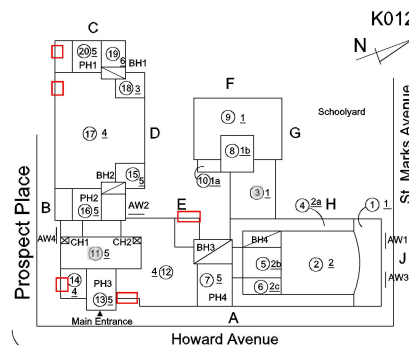 K012
C
N
20 5
19
6
PH1
BH1
18 3
F
9 1
Schoolyard
17 4
D
G
8 1b
St. Marks Avenue
BH2
15
5
10 1a
3 1
PH2
E
4 2a
1 1
B
16 5
AW2
H
Prospect Place
AW4
CH1
CH2
BH3
BH4
AW1
11 5
4 12
5 2b
2 2
J
14
4
PH3
7 5
6 2c
AW3
13 5
PH4
Main Entrance
A
Howard Avenue